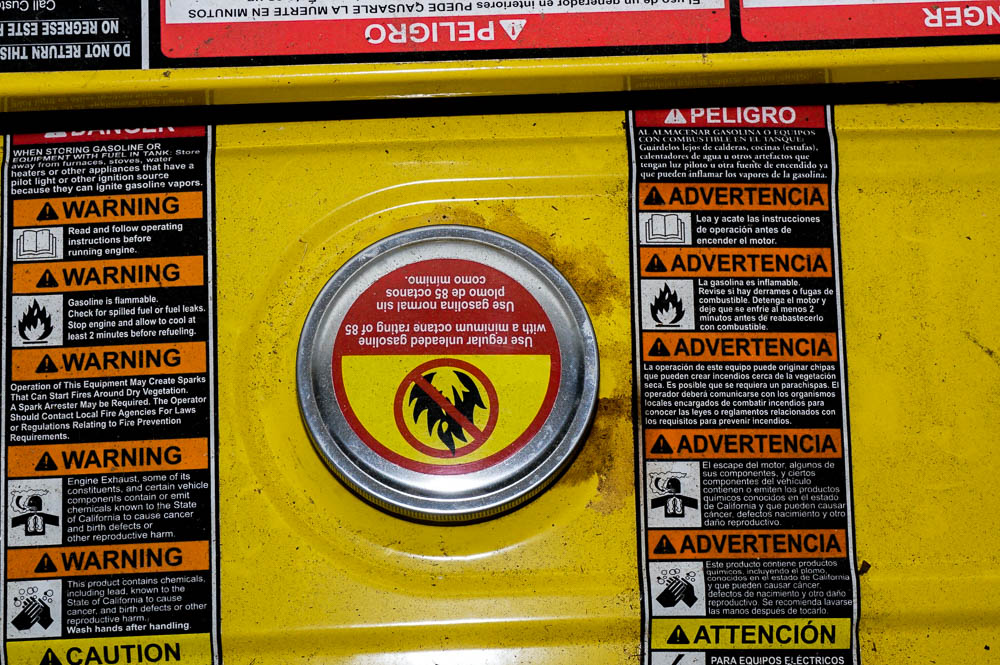 Call
NO REGRESE ESTE
DO NOT RETURN THIS
El uso de un generador en interiores PUEDE CAUSARLE LA MUERTE EN MINUTOS
PELIGRO
NGER
DANGER
WHEN STORING GASOLINE OR
EQUIPMENT WITH FUEL IN TANK: Store
away from furnaces, stoves, water
heaters or other appliances that have a
pilot light or other ignition source
because they can ignite gasoline vapors.
WARNING
Read and follow operating
instructions before
running engine.
WARNING
Gasoline is flammable.
Check for spilled fuel or fuel leaks.
Stop engine and allow to cool at
least 2 minutes before refueling.
WARNING
Operation of This Equipment May Create Sparks
That Can Start Fires Around Dry Vegetation.
A Spark Arrester May be Required. The Operator
Should Contact Local Fire Agencies For Laws
or Regulations Relating to Fire Prevention
Requirements.
WARNING
Engine Exhaust, some of its
constituents, and certain vehicle
components contain or emit
chemicals known to the State
of California to cause cancer
and birth defects or
other reproductive harm.
WARNING
This product contains chemicals,
including lead, known to the
State of California to cause
cancer, and birth defects or other
reproductive harm.
Wash hands after handling.
CAUTION
Use regular unleaded gasoline
with a minimum octane rating of 85
Use gasolina normal sin
plomo de 85 octanos
como mínimo.
PELIGRO
AL ALMACENAR GASOLINA O EQUIPOS
CON COMBUSTIBLE EN EL TANQUE:
Guárdelos lejos de calderas, cocinas (estufas),
calentadores de agua u otros artefactos que
tengan luz piloto u otra fuente de encendido ya
que pueden inflamar los vapores de la gasolina.
ADVERTENCIA
Lea y acate las instrucciones
de operación antes de
encender el motor.
ADVERTENCIA
La gasolina es inflamable.
Revise si hay derrames o fugas de
combustible. Detenga el motor y
deje que se enfrie al menos 2
minutos antes de reabastecerlo
con combustible.
ADVERTENCIA
La operación de este equipo puede originar chipas
que pueden crear incendios cerca de la vegetación
seca. Es posible que se requiera un parachispas. El
operador deberá comunicarse con los organismos
locales encargados de combatir incendios para
conocer las leyes o reglamentos relacionados con
los requisitos para prevenir incendios.
ADVERTENCIA
El escape del motor, algunos de
sus componentes, y ciertos
componentes del vehículo
contienen o emiten los productos
químicos conocidos en el estado
de California y que pueden causar
cáncer, defectos nacimiento y otro
daño reproductivo.
ADVERTENCIA
Este producto contiene productos
químicos, incluyendo el plomo,
conocidos en el estado de California
y que pueden causar cáncer,
defectos de nacimiento y otro daño
reproductivo. Se recomienda lavarse
las manos después de tocarlo.
ATTENCIÓN
PARA EQUIPOS ELÉCTRICOS